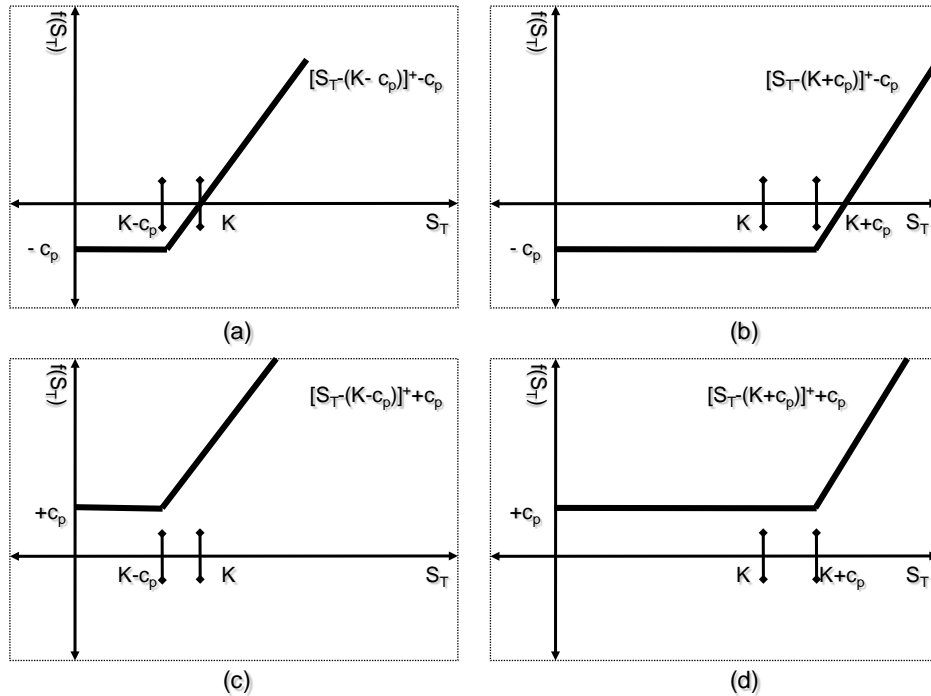 f(S_T)
[S_T-(K- c_p)]^+-c_p
K-c_p
K
S_T
- c_p
(a)
f(S_T)
[S_T-(K+c_p)]^+-c_p
K
K+c_p
S_T
- c_p
(b)
f(S_T)
[S_T-(K-c_p)]^++c_p
+c_p
K-c_p
K
S_T
(c)
f(S_T)
[S_T-(K+c_p)]^++c_p
+c_p
K
K+c_p
S_T
(d)